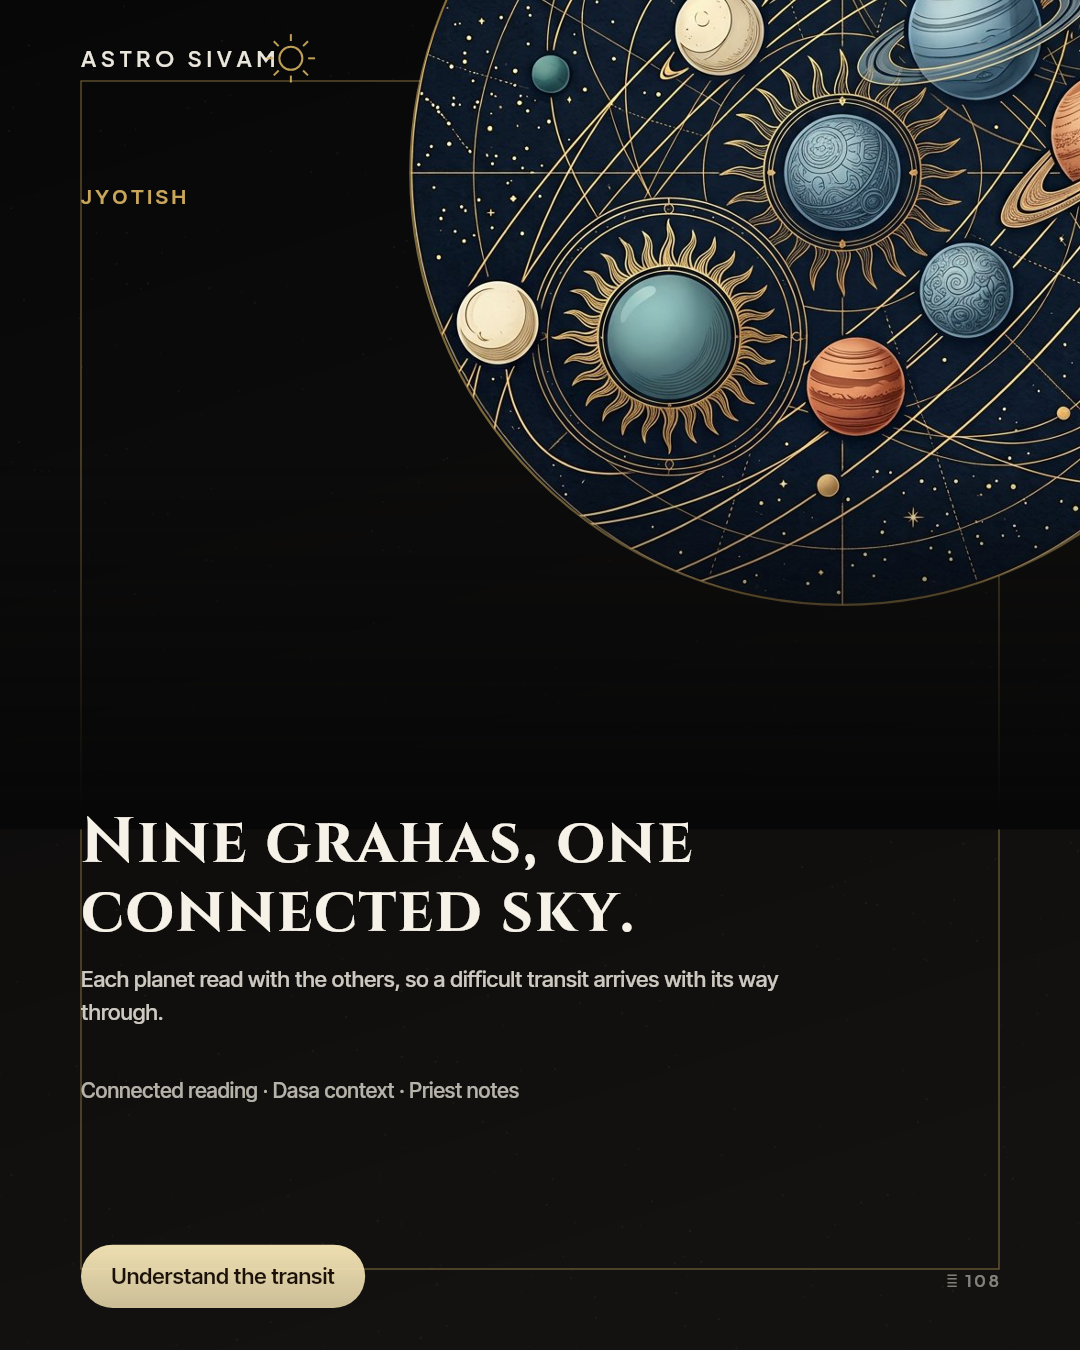 ASTRO SIVAM
JYOTISH
Nine grahas, one
connected sky.
Each planet read with the others, so a difficult transit arrives with its way
through.
Connected reading · Dasa context · Priest notes
Understand the transit
108